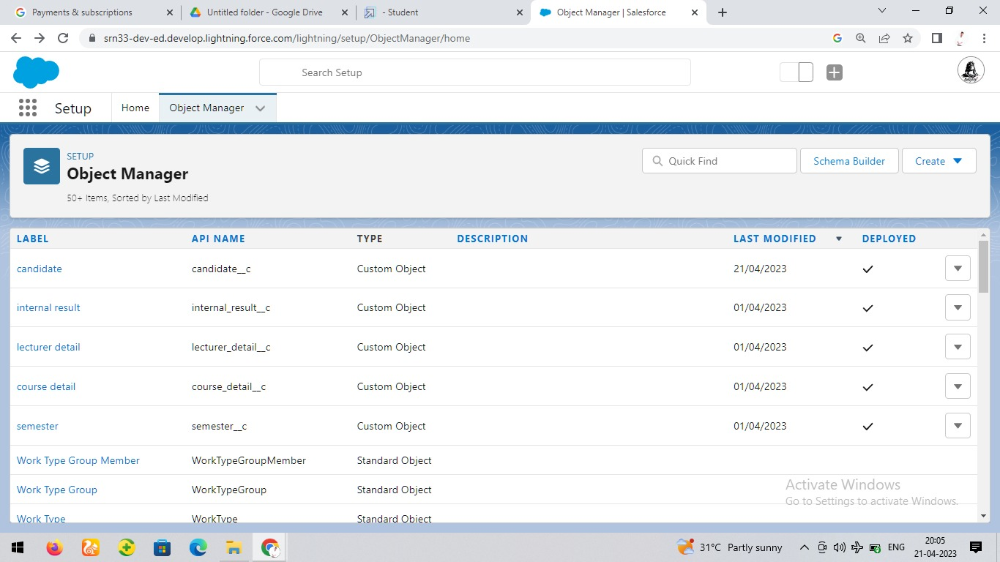 Payments & subscriptions
Untitled folder - Google Drive
- Student
Object Manager | Salesforce
srn33-dev-ed.develop.lightning.force.com/lightning/setup/ObjectManager/home
Search Setup
Setup
Home
Object Manager
SETUP
Object Manager
50+ Items, Sorted by Last Modified
Quick Find
Schema Builder
Create
LABEL API NAME TYPE DESCRIPTION LAST MODIFIED DEPLOYED
candidate candidate__c Custom Object 21/04/2023
internal result internal_result__c Custom Object 01/04/2023
lecturer detail lecturer_detail__c Custom Object 01/04/2023
course detail course_detail__c Custom Object 01/04/2023
semester semester__c Custom Object 01/04/2023
Work Type Group Member WorkTypeGroupMember Standard Object
Work Type Group WorkTypeGroup Standard Object
Work Type WorkType Standard Object
Activate Windows
Go to Settings to activate Windows.
31°C Partly sunny
ENG
20:05
21-04-2023